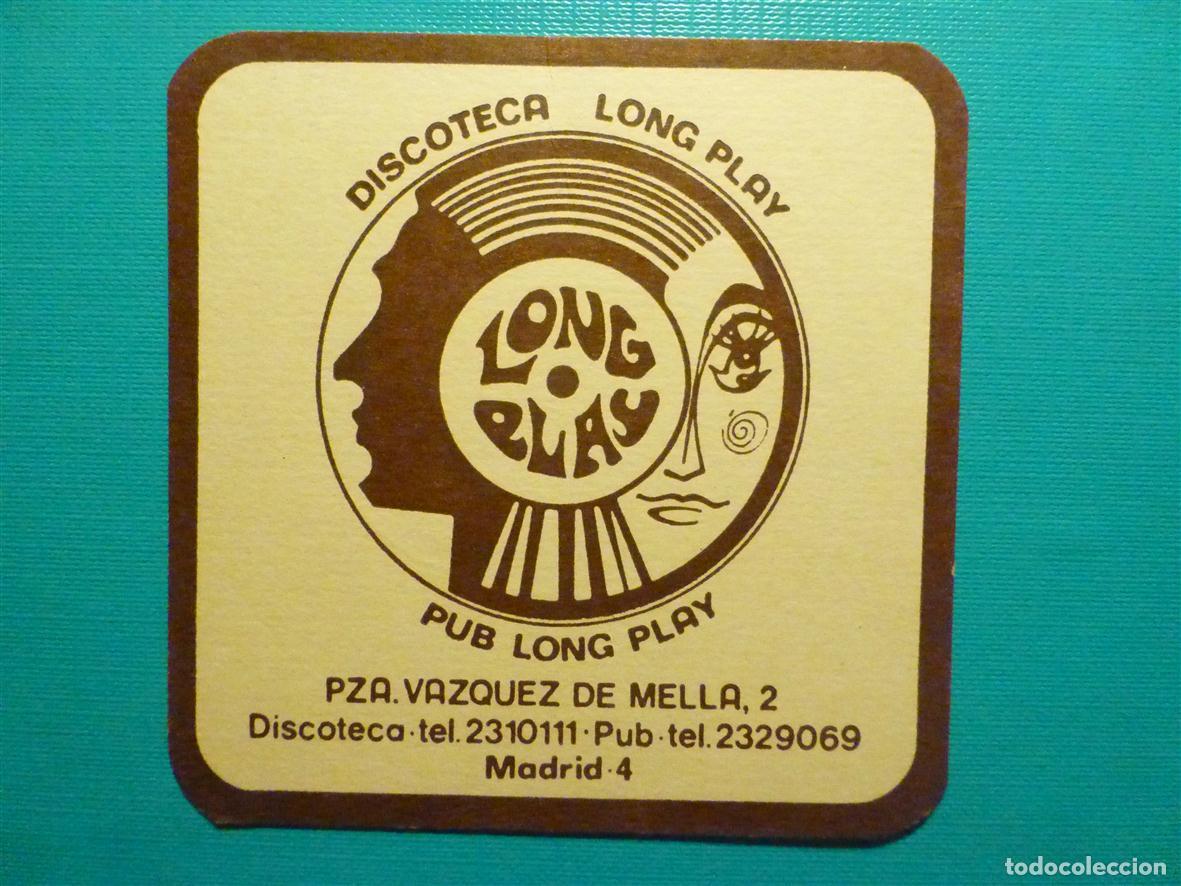 DISCOTECA LONG PLAY
LONG
PLAY
PUB LONG PLAY
PZA. VAZQUEZ DE MELLA, 2
Discoteca·tel. 2310111·Pub·tel. 2329069
Madrid·4
todocoleccion